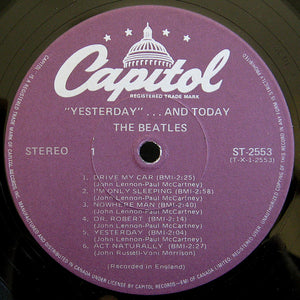 Capitol
REGISTERED TRADE MARK
"YESTERDAY" . . . AND TODAY
THE BEATLES
STEREO 1 ST-2553
(T-X-1-2553)
1. DRIVE MY CAR (BMI-2:25)
(John Lennon-Paul McCartney)
2. I'M ONLY SLEEPING (BMI-2:58)
(John Lennon-Paul McCartney)
3. NOWHERE MAN (BMI-2:40)
(John Lennon-Paul McCartney)
4. DR. ROBERT (BMI-2:14)
(John Lennon-Paul McCartney)
5. YESTERDAY (BMI-2:04)
(John Lennon-Paul McCartney)
6. ACT NATURALLY (BMI-2:27)
(John Russell-Von Morrison)
(Recorded in England)